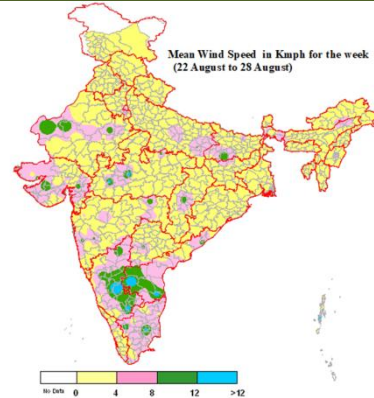 Mean Wind Speed in Kmph for the week
(22 August to 28 August)
No Data 0 4 8 12 >12